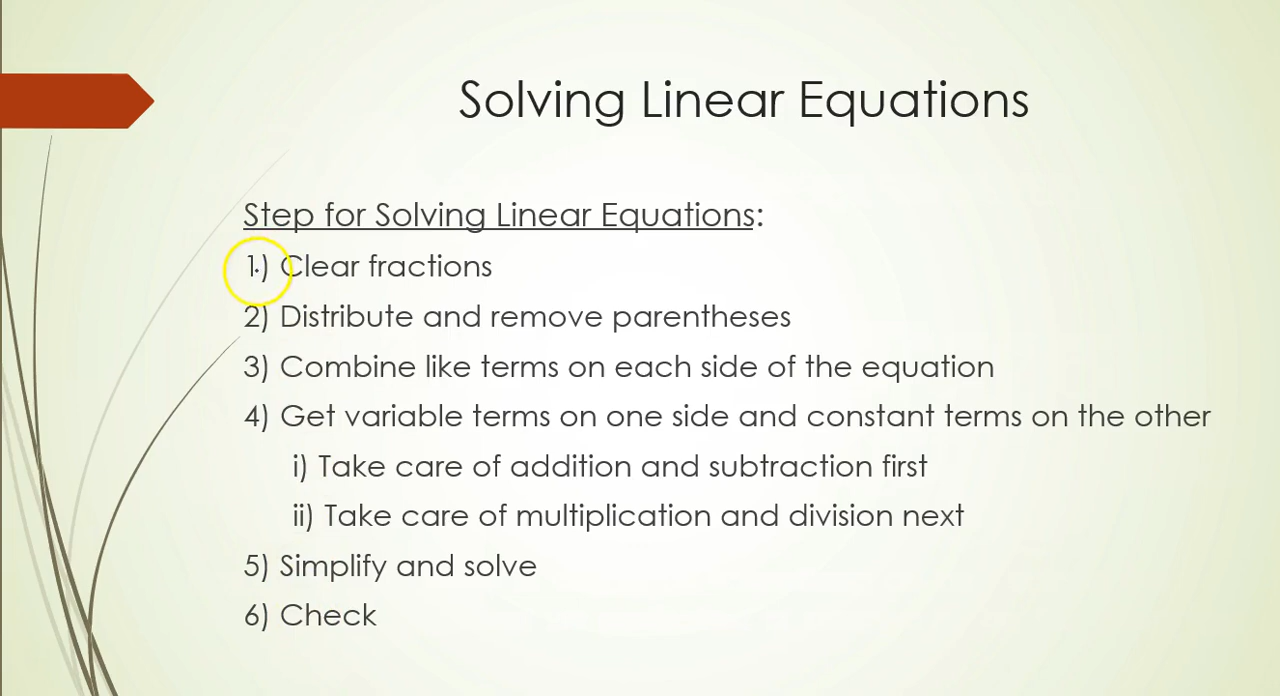 Solving Linear Equations
Step for Solving Linear Equations:
1) Clear fractions
2) Distribute and remove parentheses
3) Combine like terms on each side of the equation
4) Get variable terms on one side and constant terms on the other
i) Take care of addition and subtraction first
ii) Take care of multiplication and division next
5) Simplify and solve
6) Check